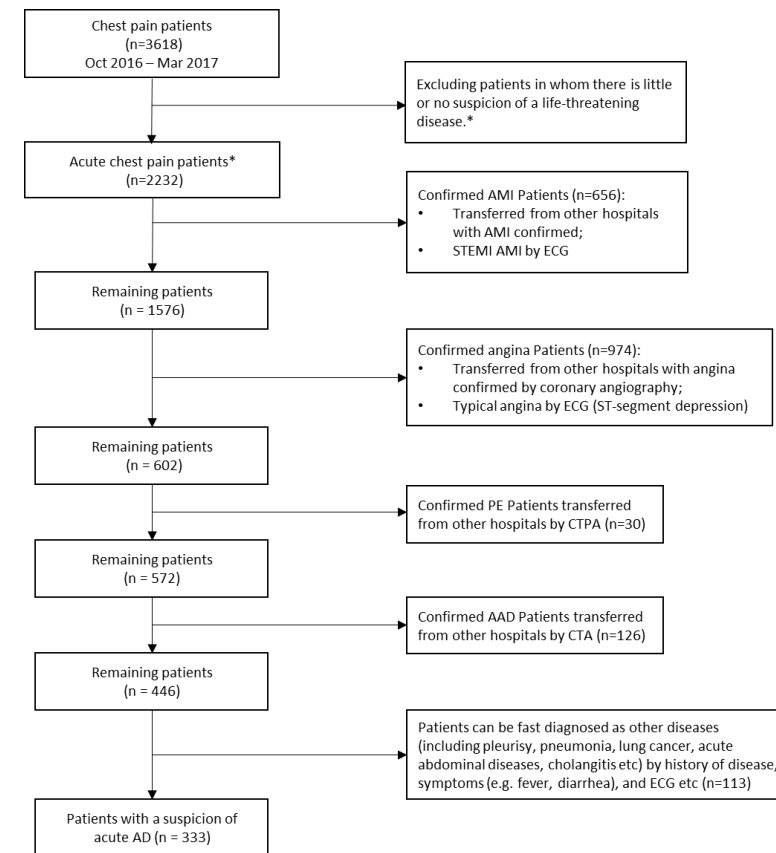 Chest pain patients
(n=3618)
Oct 2016 – Mar 2017
Excluding patients in whom there is little
or no suspicion of a life-threatening
disease.*
Acute chest pain patients*
(n=2232)
Confirmed AMI Patients (n=656):
• Transferred from other hospitals
with AMI confirmed;
• STEMI AMI by ECG
Remaining patients
(n = 1576)
Confirmed angina Patients (n=974):
• Transferred from other hospitals with angina
confirmed by coronary angiography;
• Typical angina by ECG (ST-segment depression)
Remaining patients
(n = 602)
Confirmed PE Patients transferred
from other hospitals by CTPA (n=30)
Remaining patients
(n = 572)
Confirmed AAD Patients transferred
from other hospitals by CTA (n=126)
Remaining patients
(n = 446)
Patients can be fast diagnosed as other diseases
(including pleurisy, pneumonia, lung cancer, acute
abdominal diseases, cholangitis etc) by history of disease,
symptoms (e.g. fever, diarrhea), and ECG etc (n=113)
Patients with a suspicion of
acute AD (n = 333)